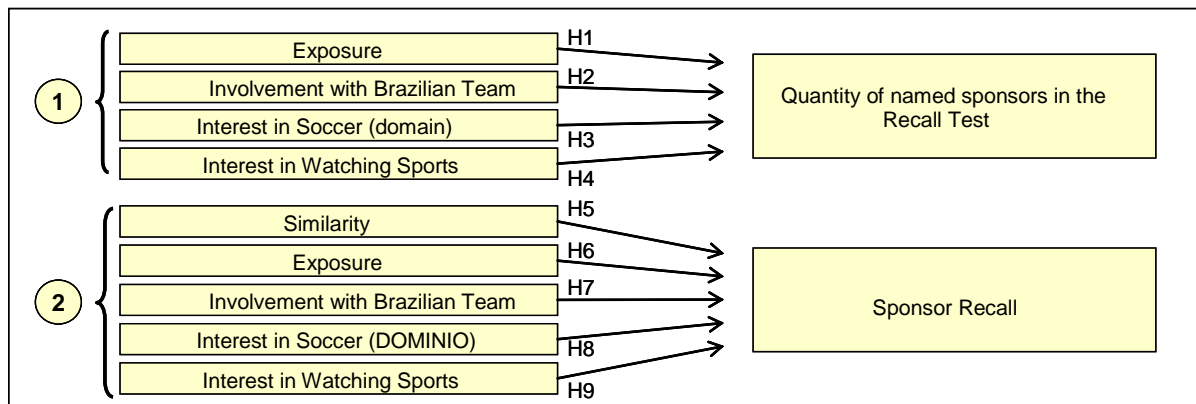 1
Exposure
H1
Involvement with Brazilian Team
H2
Interest in Soccer (domain)
H3
Interest in Watching Sports
H4
Quantity of named sponsors in the
Recall Test
2
Similarity
H5
Exposure
H6
Involvement with Brazilian Team
H7
Interest in Soccer (DOMINIO)
H8
Interest in Watching Sports
H9
Sponsor Recall